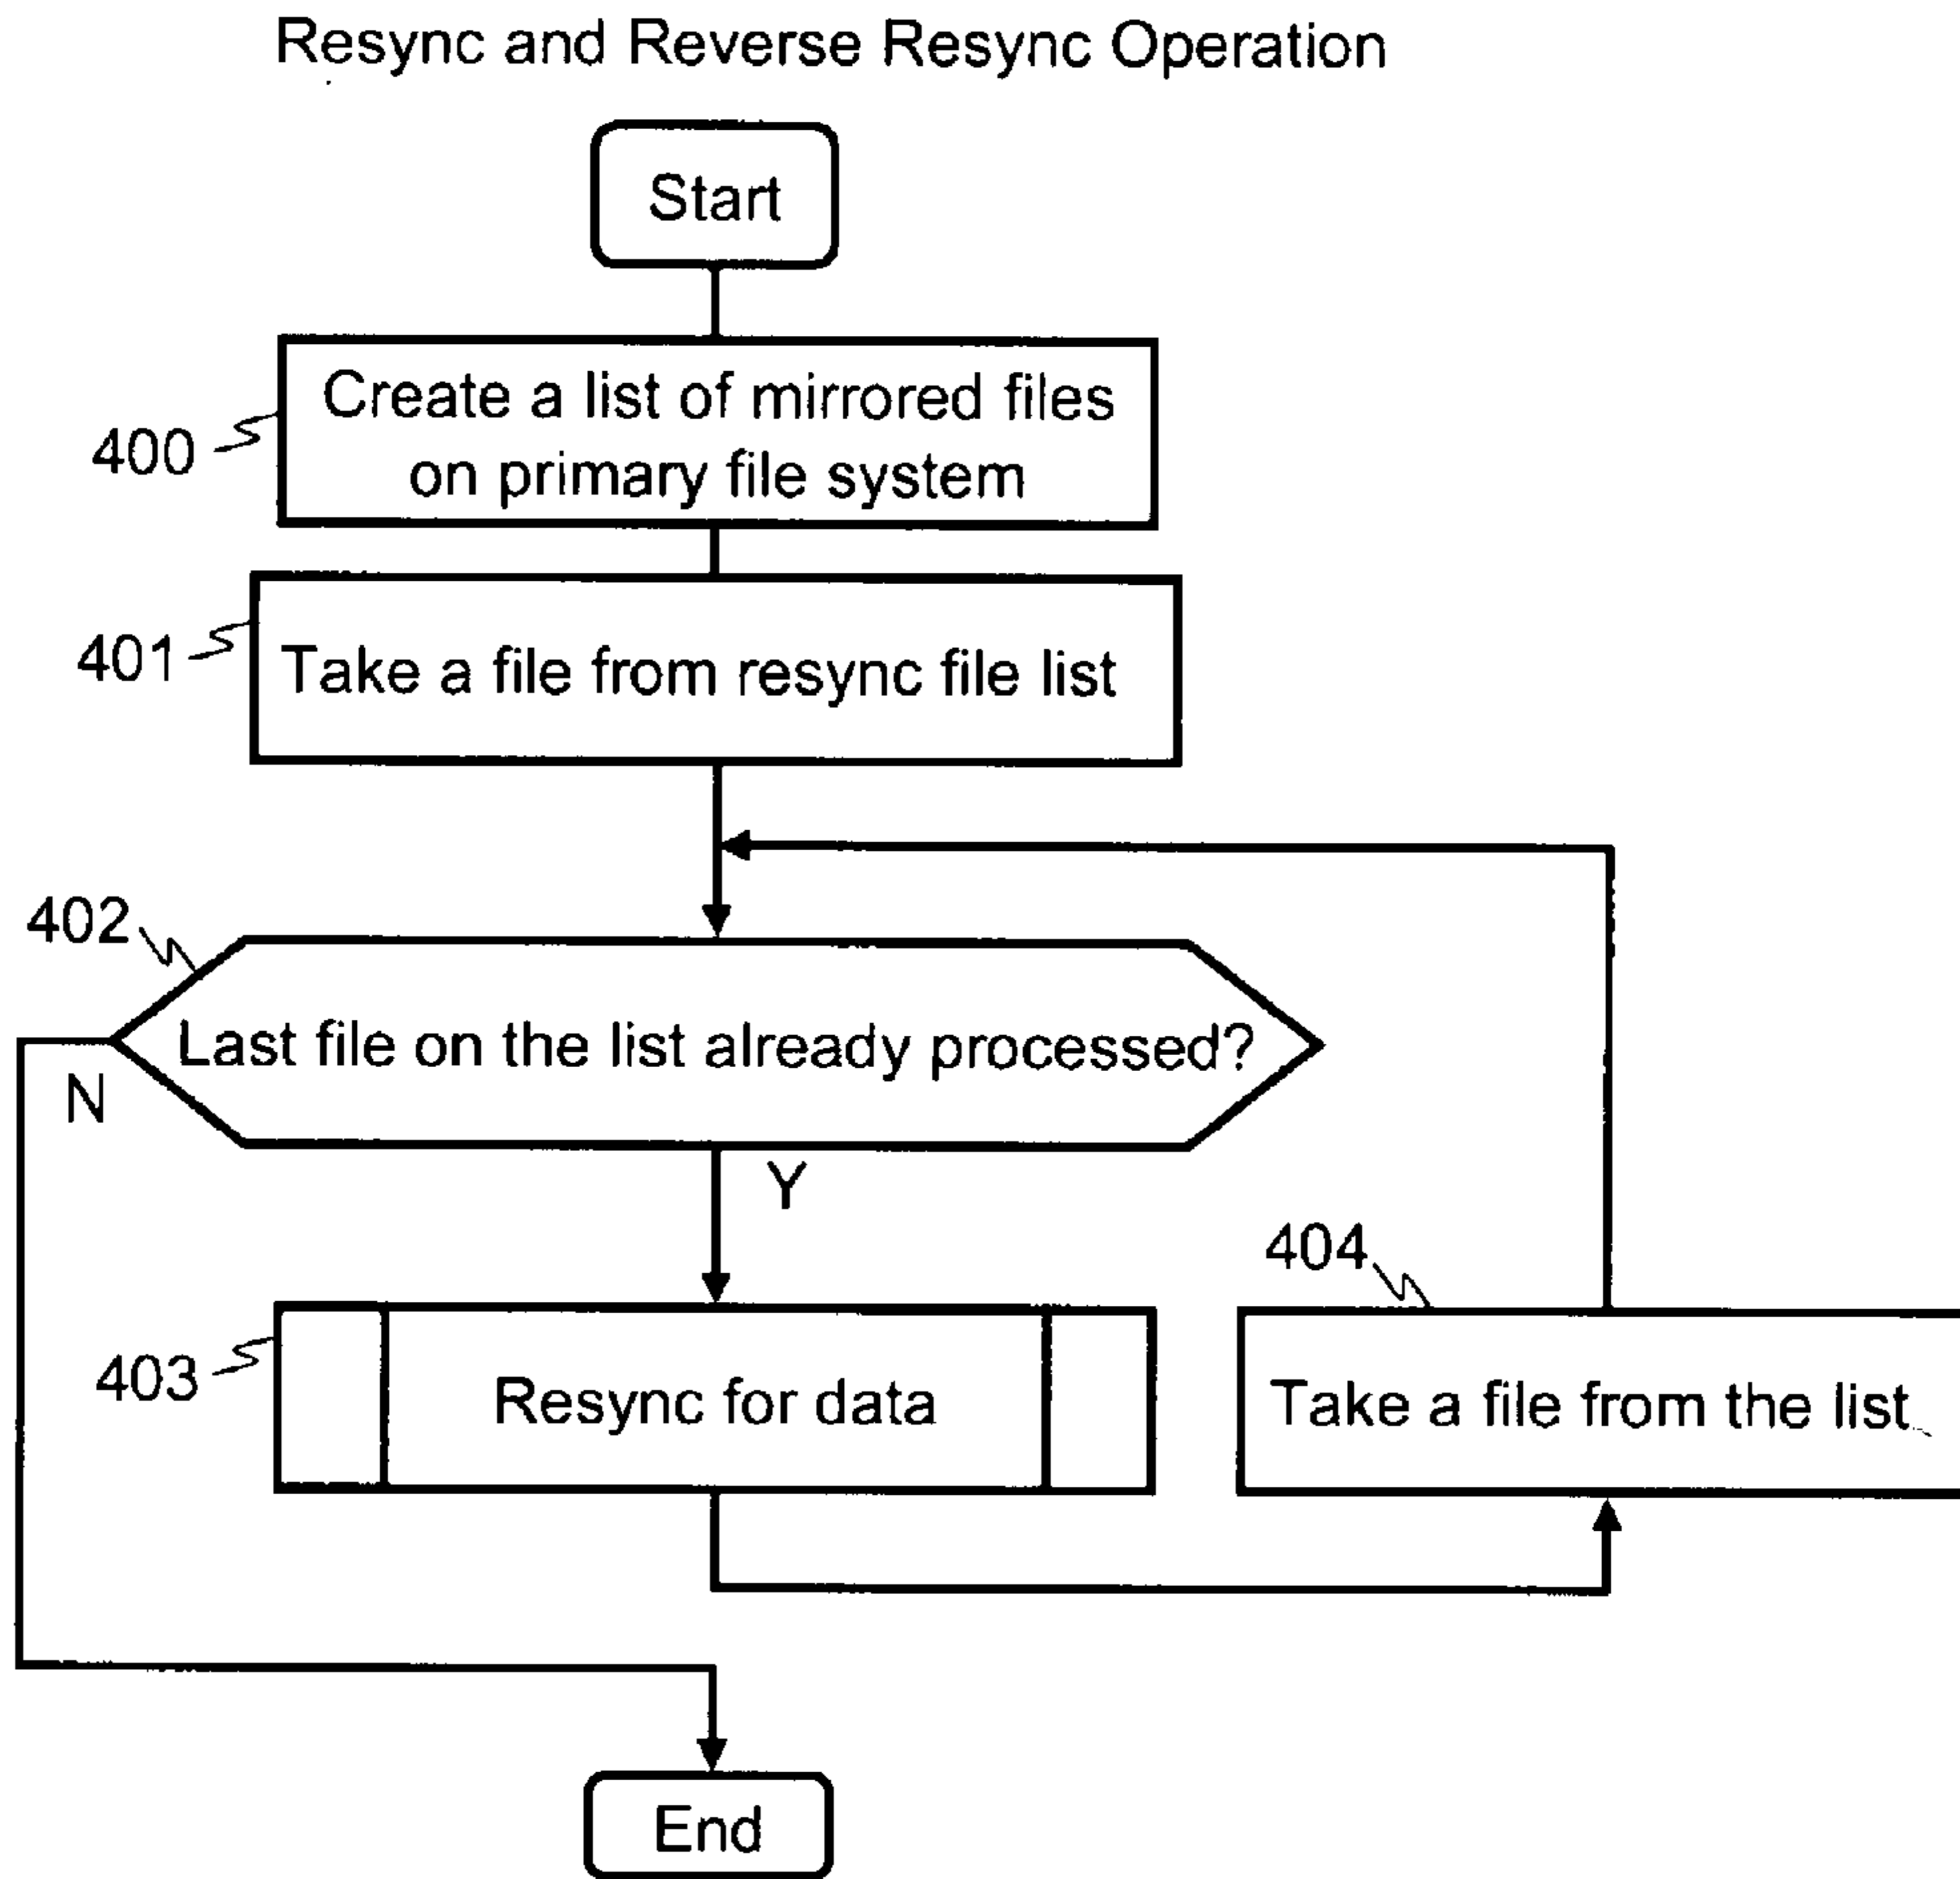 Resync and Reverse Resync Operation
Start
Create a list of mirrored files
on primary file system
400
Take a file from resync file list
401
402
Last file on the list already processed?
N
Y
404
403
Resync for data
Take a file from the list
End